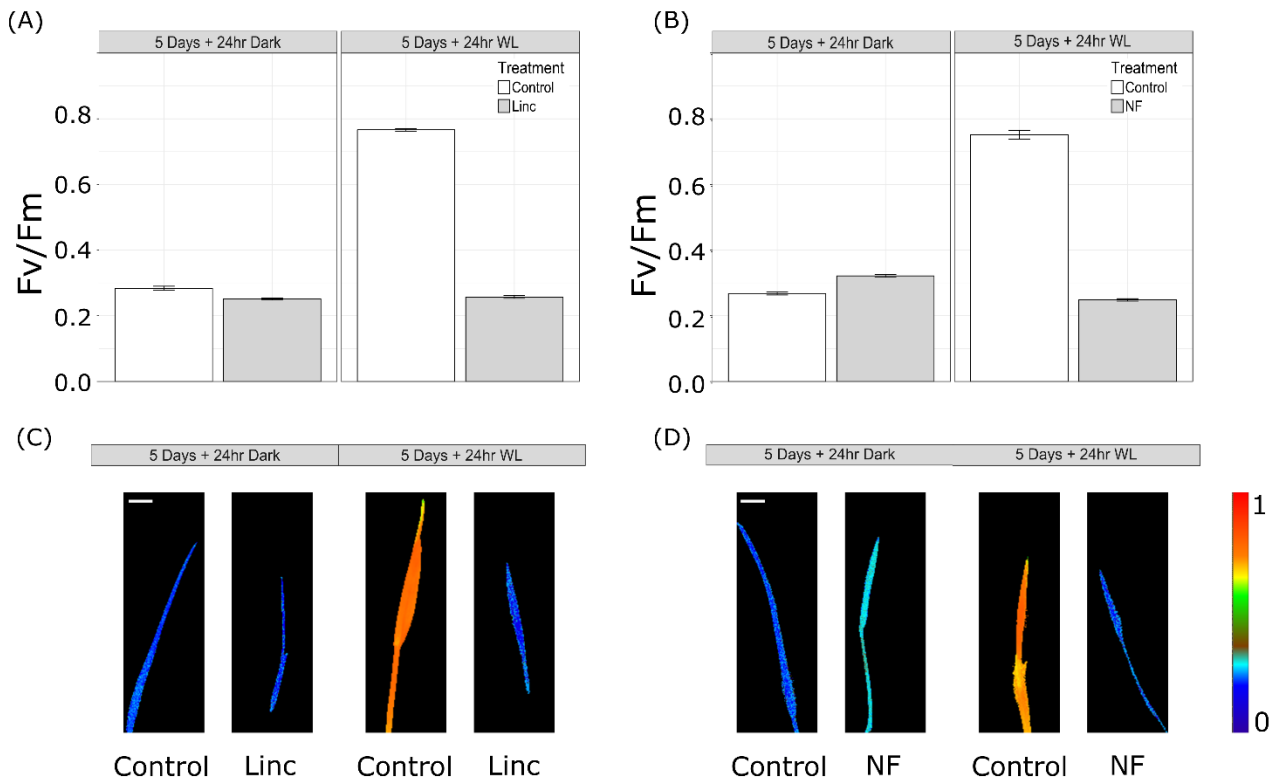 (A)
5 Days + 24hr Dark
5 Days + 24hr WL
Treatment
Control
Linc
0.8
0.6
0.4
0.2
0.0
Fv/Fm
(B)
5 Days + 24hr Dark
5 Days + 24hr WL
Treatment
Control
NF
0.8
0.6
0.4
0.2
0.0
Fv/Fm
(C)
5 Days + 24hr Dark
5 Days + 24hr WL
Control
Linc
Control
Linc
(D)
5 Days + 24hr Dark
5 Days + 24hr WL
Control
NF
Control
NF
1
0